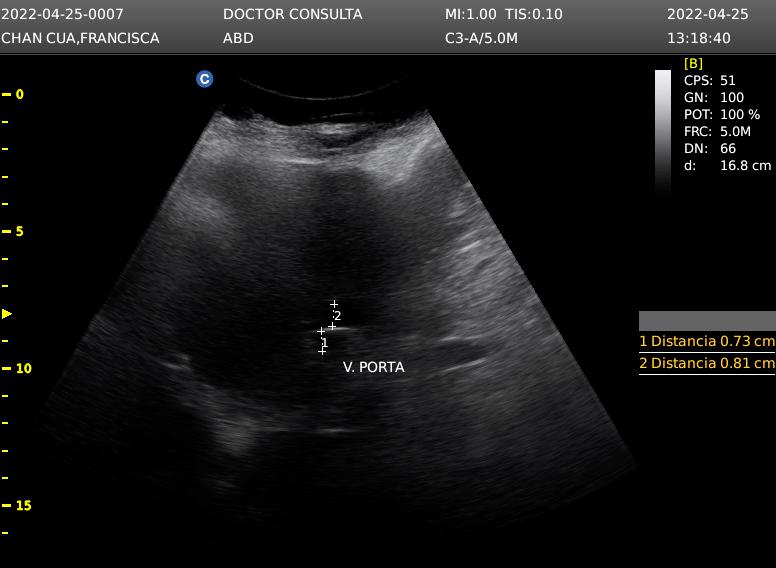 2022-04-25-0007 DOCTOR CONSULTA MI:1.00 TIS:0.10 2022-04-25
CHAN CUA,FRANCISCA ABD C3-A/5.0M 13:18:40
C
[B]
CPS: 51
GN: 100
POT: 100 %
FRC: 5.0M
DN: 66
d: 16.8 cm
0
5
10
15
2
1
V. PORTA
1 Distancia 0.73 cm
2 Distancia 0.81 cm